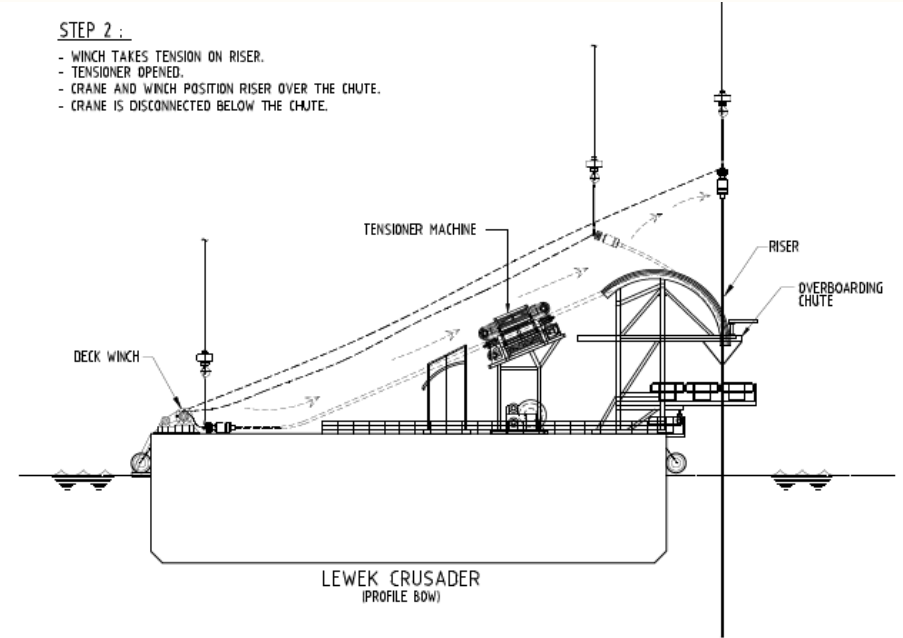 STEP 2 :
- WINCH TAKES TENSION ON RISER.
- TENSIONER OPENED.
- CRANE AND WINCH POSITION RISER OVER THE CHUTE.
- CRANE IS DISCONNECTED BELOW THE CHUTE.
TENSIONER MACHINE
RISER
OVERBOARDING
CHUTE
DECK WINCH
LEWEK CRUSADER
(PROFILE BOW)